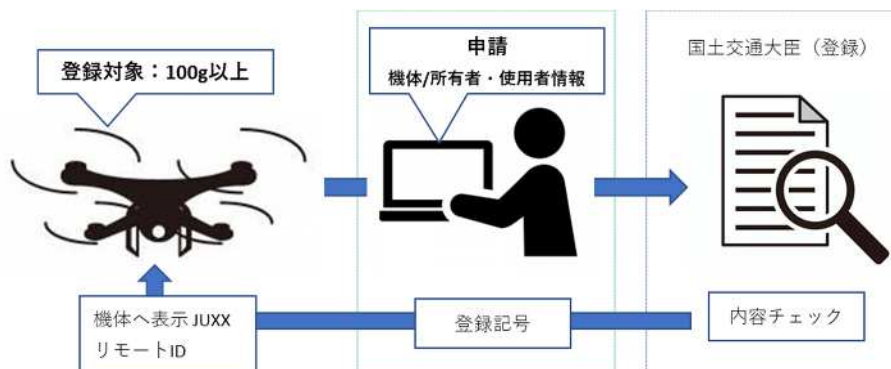 登録対象：100g以上
申請
機体/所有者・使用者情報
国土交通大臣（登録）
機体へ表示 JUXX
リモートID
登録記号
内容チェック